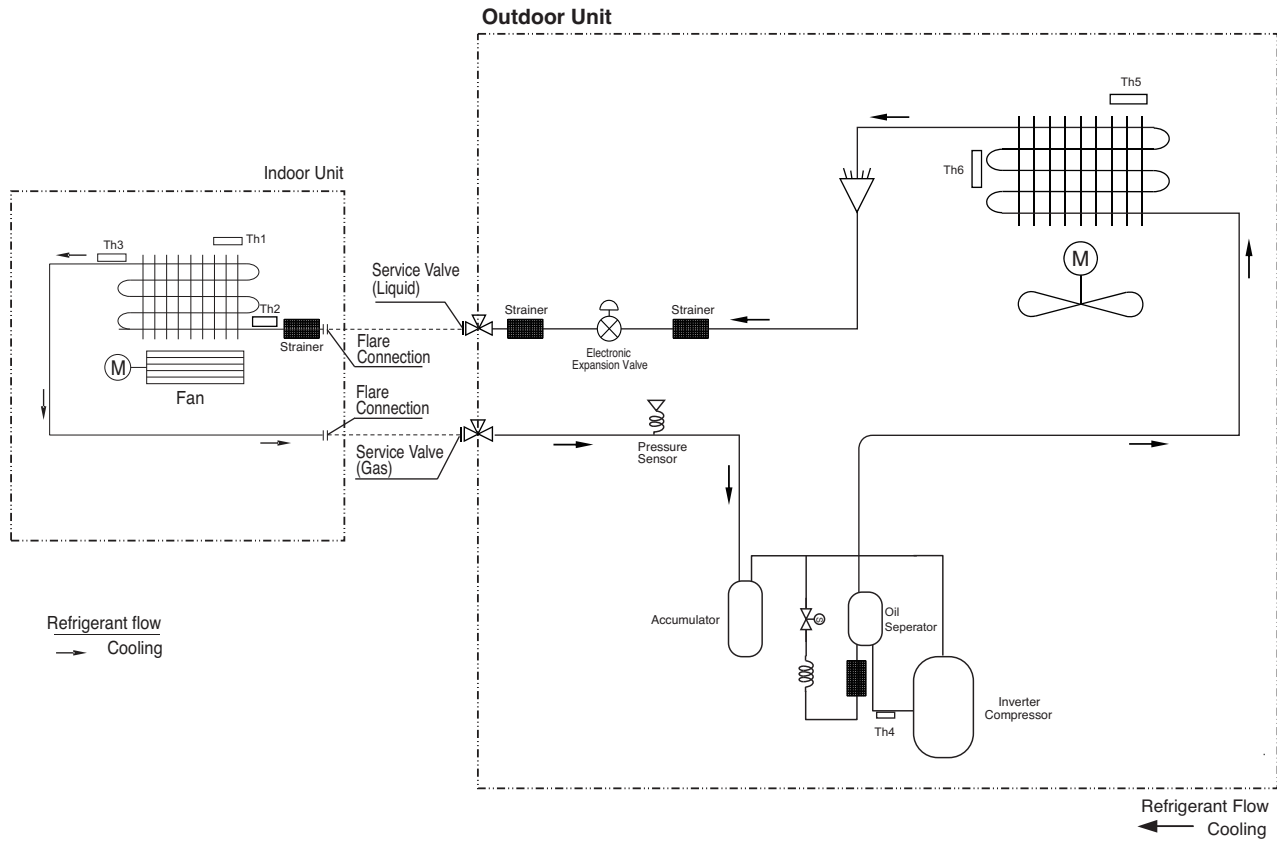 Outdoor Unit
Th5
Th6
M
Indoor Unit
Th3
Th1
Th2
Strainer
M
Fan
Service Valve
(Liquid)
Flare
Connection
Flare
Connection
Service Valve
(Gas)
Strainer
Electronic
Expansion Valve
Strainer
Pressure
Sensor
Accumulator
S
Oil
Seperator
Th4
Inverter
Compressor
Refrigerant flow
Cooling
Refrigerant Flow
Cooling